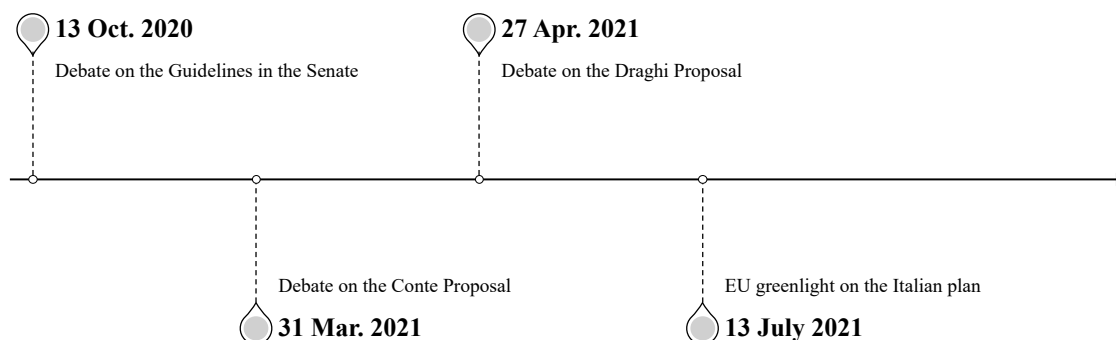 13 Oct. 2020
Debate on the Guidelines in the Senate
27 Apr. 2021
Debate on the Draghi Proposal
Debate on the Conte Proposal
31 Mar. 2021
EU greenlight on the Italian plan
13 July 2021